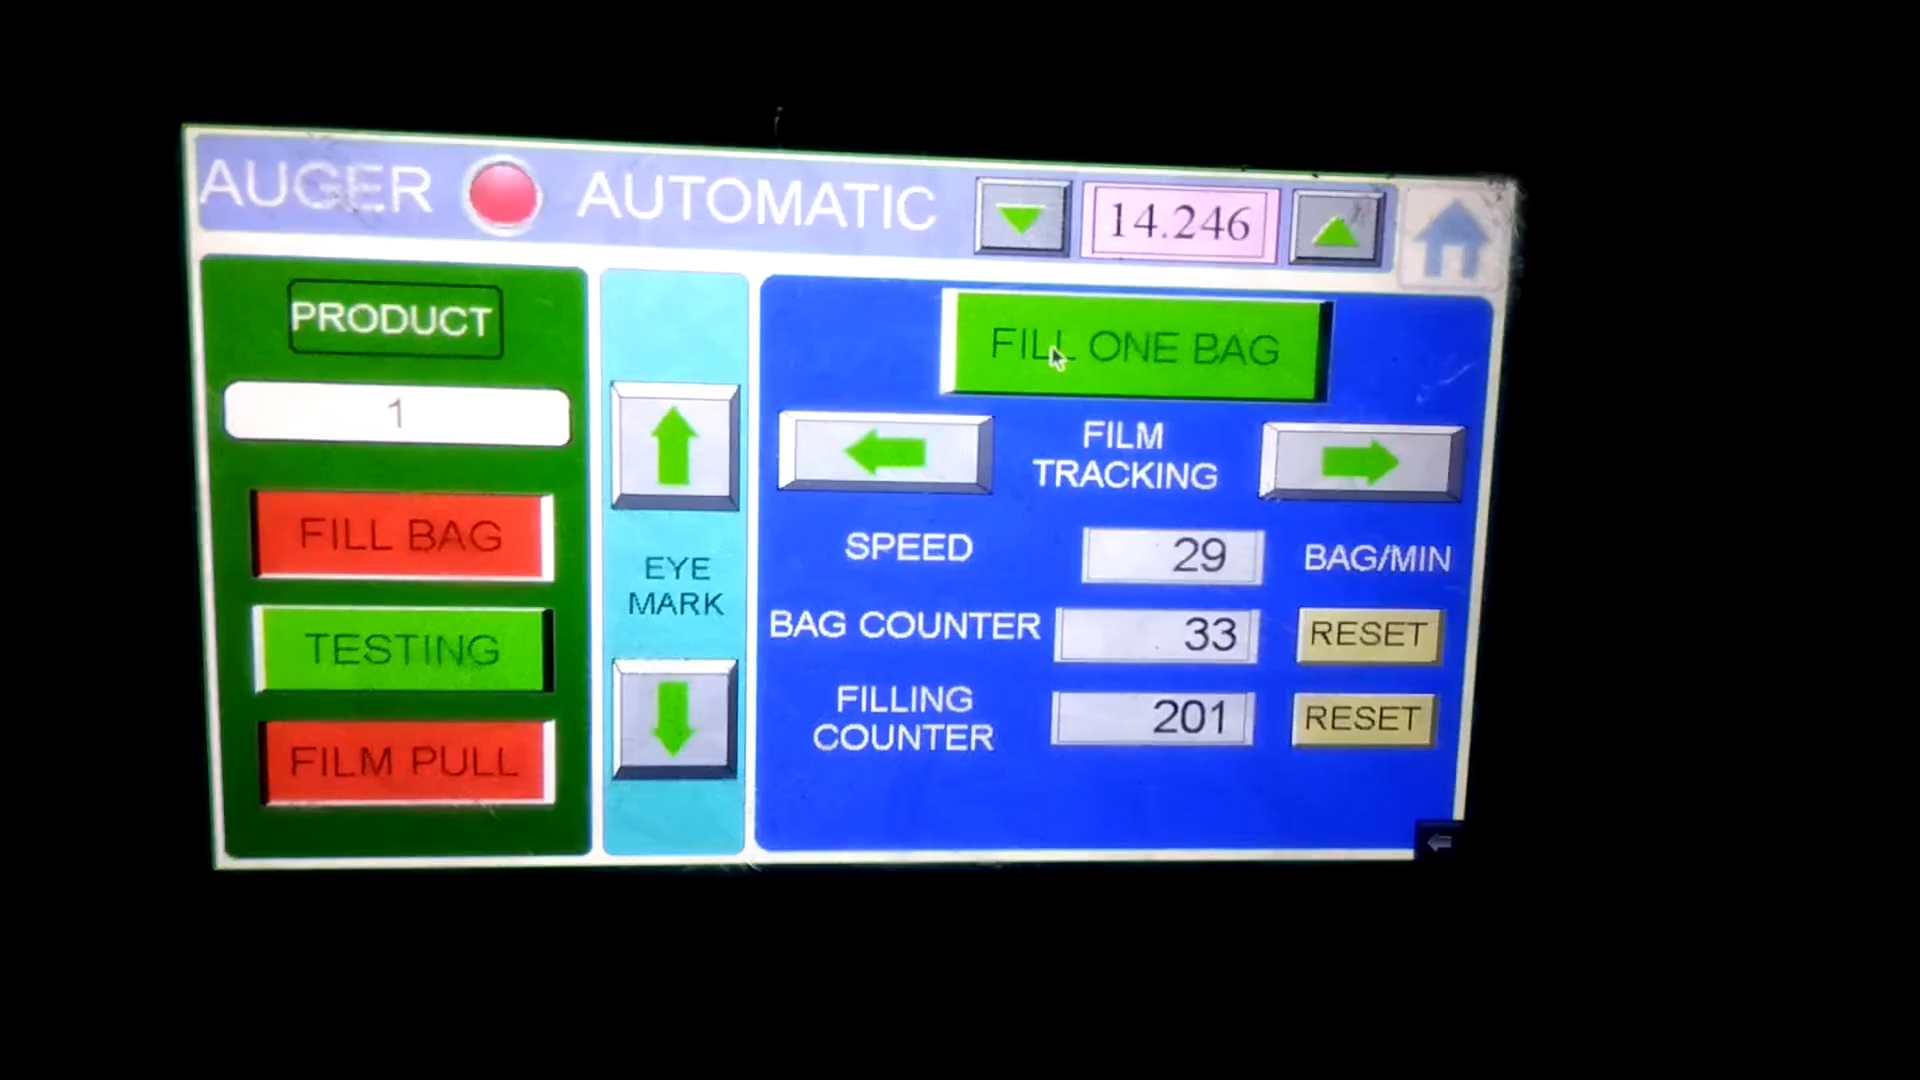 AUGER AUTOMATIC 14.246
PRODUCT
1
FILL BAG
TESTING
FILM PULL
EYE
MARK
FILL ONE BAG
FILM
TRACKING
SPEED 29 BAG/MIN
BAG COUNTER 33 RESET
FILLING
COUNTER 201 RESET